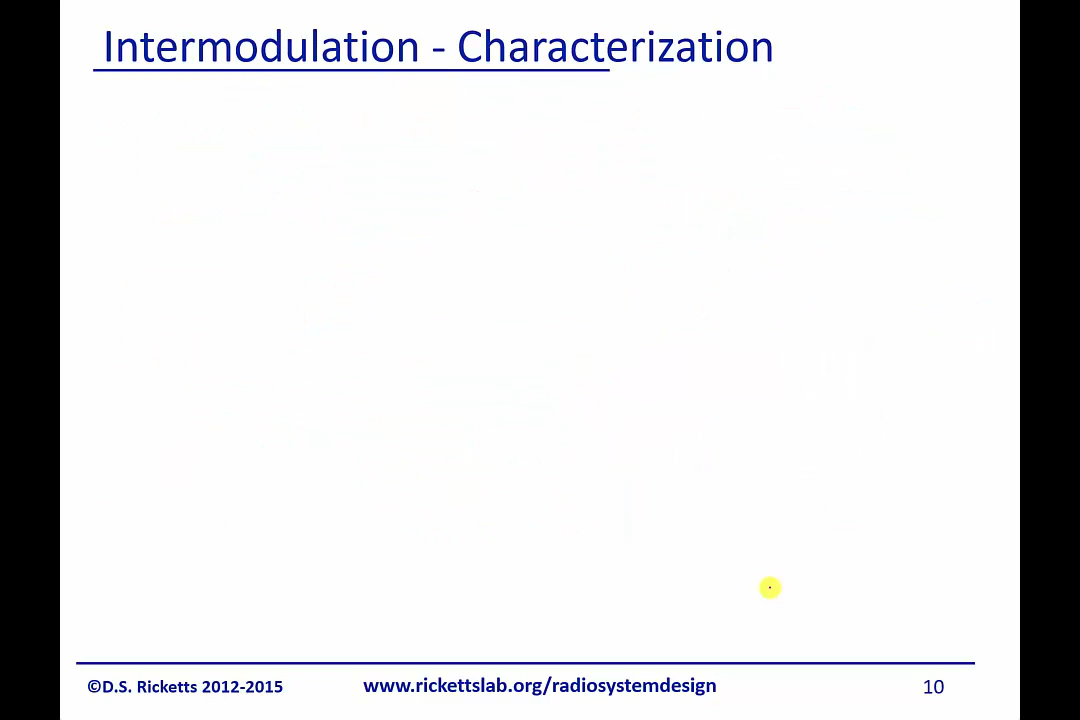 Intermodulation - Characterization
©D.S. Ricketts 2012-2015
www.rickettslab.org/radiosystemdesign
10